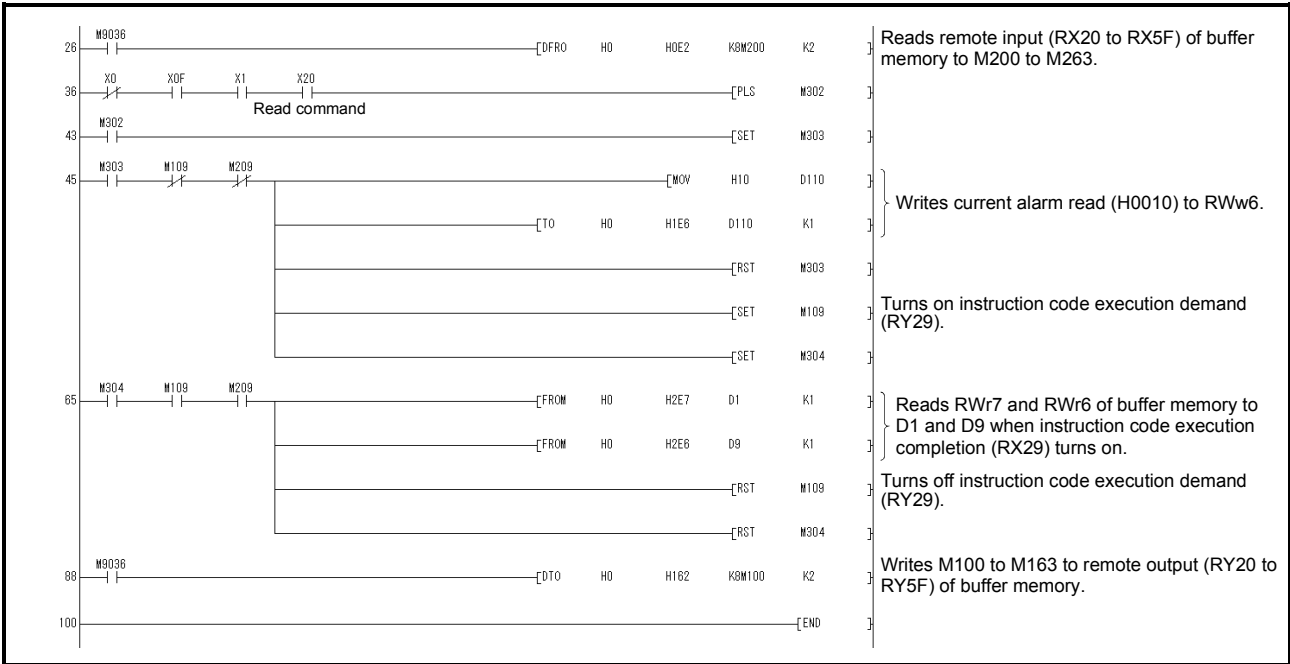 M9036
26 DFRO H0 H0E2 K8M200 K2
Reads remote input (RX20 to RX5F) of buffer
memory to M200 to M263.
X0 X0F X1 X20
36 PLS M302
Read command
M302
43 SET M303
M303 M109 M209
45 MOV H10 D110
Writes current alarm read (H0010) to RWw6.
TO H0 H1E6 D110 K1
RST M303
SET M109
Turns on instruction code execution demand
(RY29).
SET M304
M304 M109 M209
65 FROM H0 H2E7 D1 K1
Reads RWr7 and RWr6 of buffer memory to
D1 and D9 when instruction code execution
completion (RX29) turns on.
FROM H0 H2E6 D9 K1
RST M109
Turns off instruction code execution demand
(RY29).
RST M304
M9036
88 DTO H0 H162 K8M100 K2
Writes M100 to M163 to remote output (RY20 to
RY5F) of buffer memory.
100 END